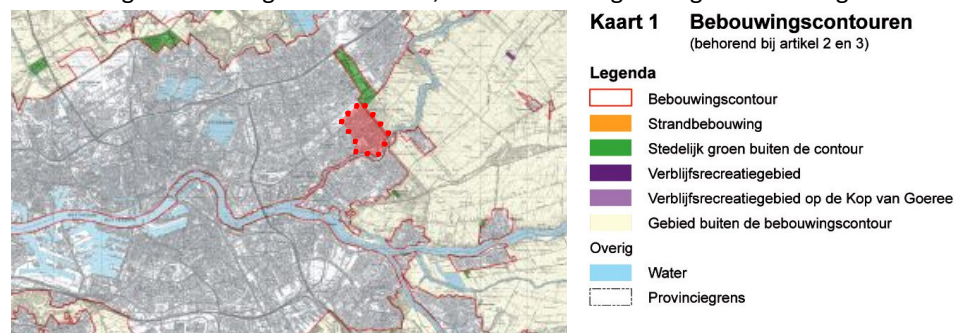 Kaart 1 Bebouwingscontouren
(behorend bij artikel 2 en 3)
Legenda
Bebouwingscontour
Strandbebouwing
Stedelijk groen buiten de contour
Verblijfsrecreatiegebied
Verblijfsrecreatiegebied op de Kop van Goeree
Gebied buiten de bebouwingscontour
Overig
Water
Provinciegrens